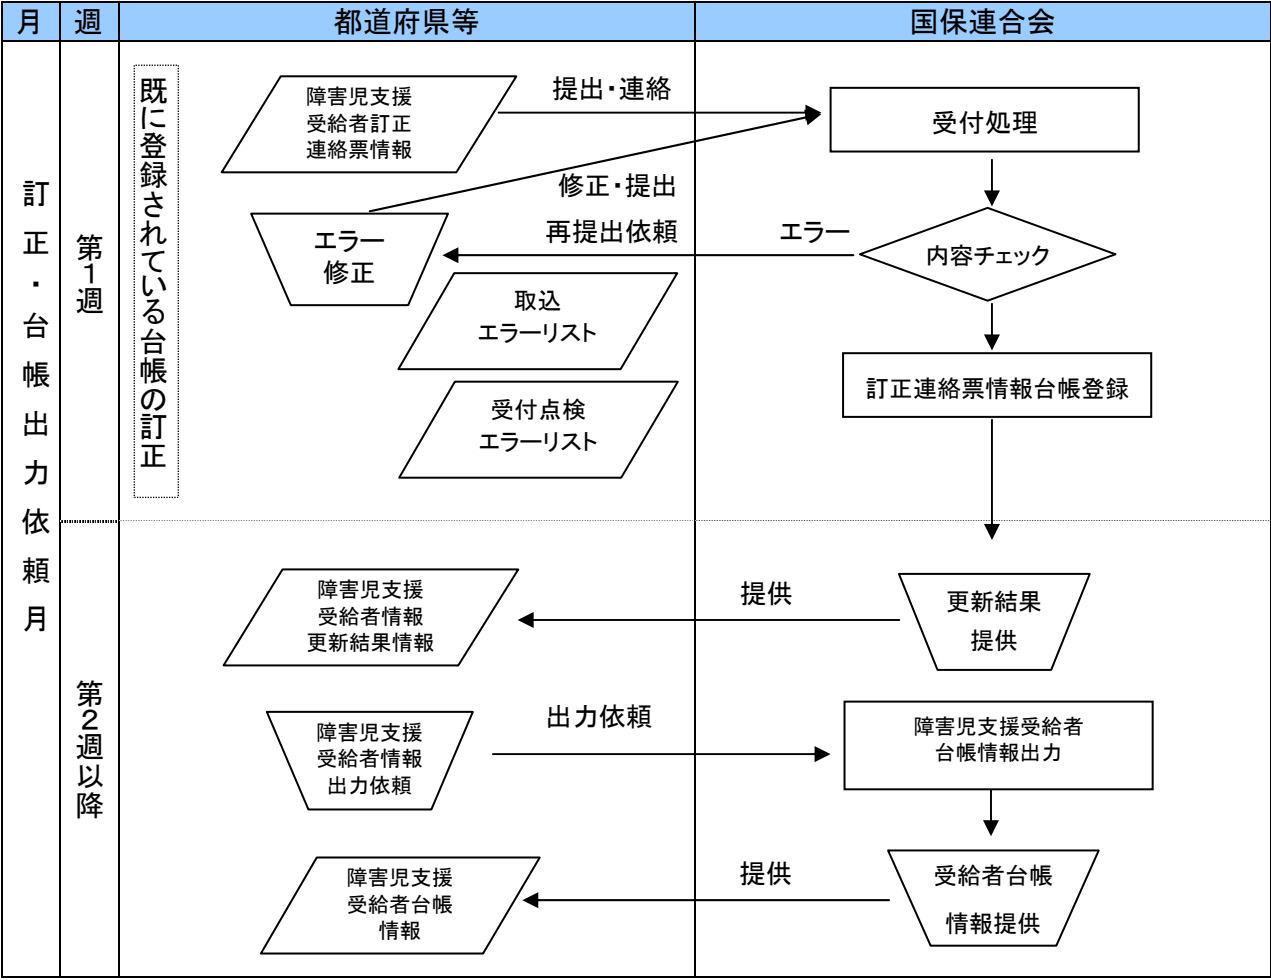 月
週
都道府県等
国保連合会
訂正・台帳出力依頼月
第1週
既に登録されている台帳の訂正
障害児支援
受給者訂正
連絡票情報
提出・連絡
受付処理
修正・提出
エラー
修正
再提出依頼
エラー
内容チェック
取込
エラーリスト
訂正連絡票情報台帳登録
受付点検
エラーリスト
第2週以降
障害児支援
受給者情報
更新結果情報
提供
更新結果
提供
障害児支援
受給者情報
出力依頼
出力依頼
障害児支援受給者
台帳情報出力
障害児支援
受給者台帳
情報
提供
受給者台帳
情報提供